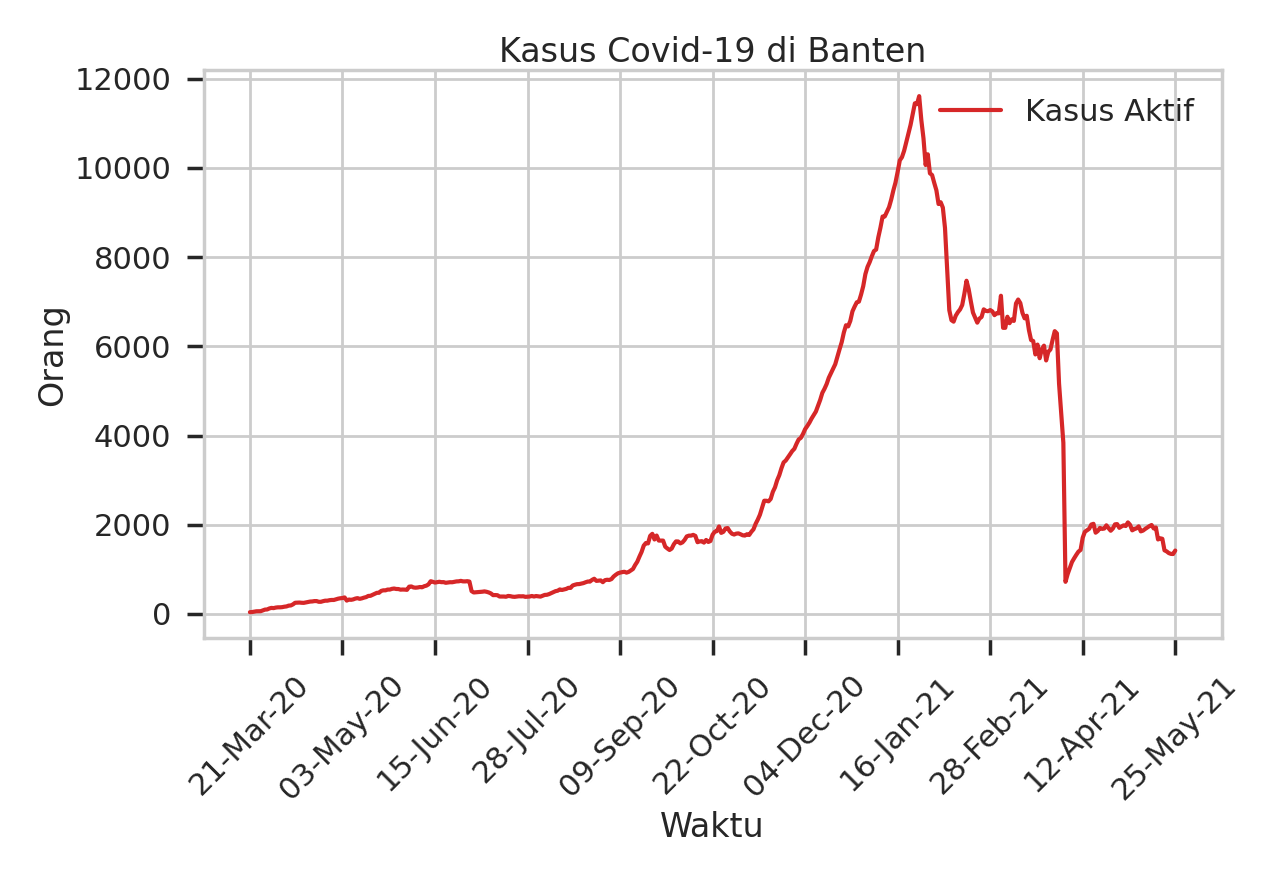 Kasus Covid-19 di Banten
12000
10000
8000
6000
4000
2000
0
Orang
Kasus Aktif
21-Mar-20
03-May-20
15-Jun-20
28-Jul-20
09-Sep-20
22-Oct-20
04-Dec-20
16-Jan-21
28-Feb-21
12-Apr-21
25-May-21
Waktu